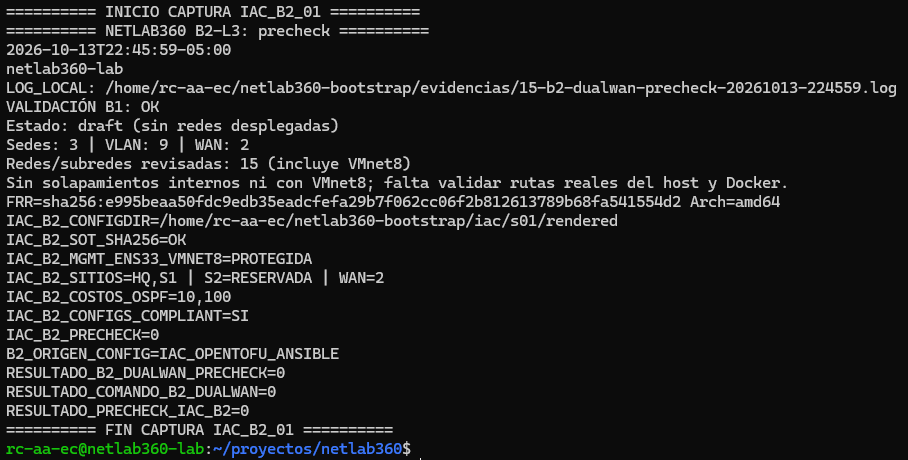 ========== INICIO CAPTURA IAC_B2_01 ==========
========== NETLAB360 B2-L3: precheck ==========
2026-10-13T22:45:59-05:00
netlab360-lab
LOG_LOCAL: /home/rc-aa-ec/netlab360-bootstrap/evidencias/15-b2-dualwan-precheck-20261013-224559.log
VALIDACIÓN B1: OK
Estado: draft (sin redes desplegadas)
Sedes: 3 | VLAN: 9 | WAN: 2
Redes/subredes revisadas: 15 (incluye VMnet8)
Sin solapamientos internos ni con VMnet8; falta validar rutas reales del host y Docker.
FRR=sha256:e995beaa50fdc9edb35eadcfefa29b7f062cc06f2b812613789b68fa541554d2 Arch=amd64
IAC_B2_CONFIGDIR=/home/rc-aa-ec/netlab360-bootstrap/iac/s01/rendered
IAC_B2_SOT_SHA256=OK
IAC_B2_MGMT_ENS33_VMNET8=PROTEGIDA
IAC_B2_SITIOS=HQ,S1 | S2=RESERVADA | WAN=2
IAC_B2_COSTOS_OSPF=10,100
IAC_B2_CONFIGS_COMPLIANT=SI
IAC_B2_PRECHECK=0
B2_ORIGEN_CONFIG=IAC_OPENTOFU_ANSIBLE
RESULTADO_B2_DUALWAN_PRECHECK=0
RESULTADO_COMANDO_B2_DUALWAN=0
RESULTADO_PRECHECK_IAC_B2=0
========== FIN CAPTURA IAC_B2_01 ==========
rc-aa-ec@netlab360-lab:~/proyectos/netlab360$